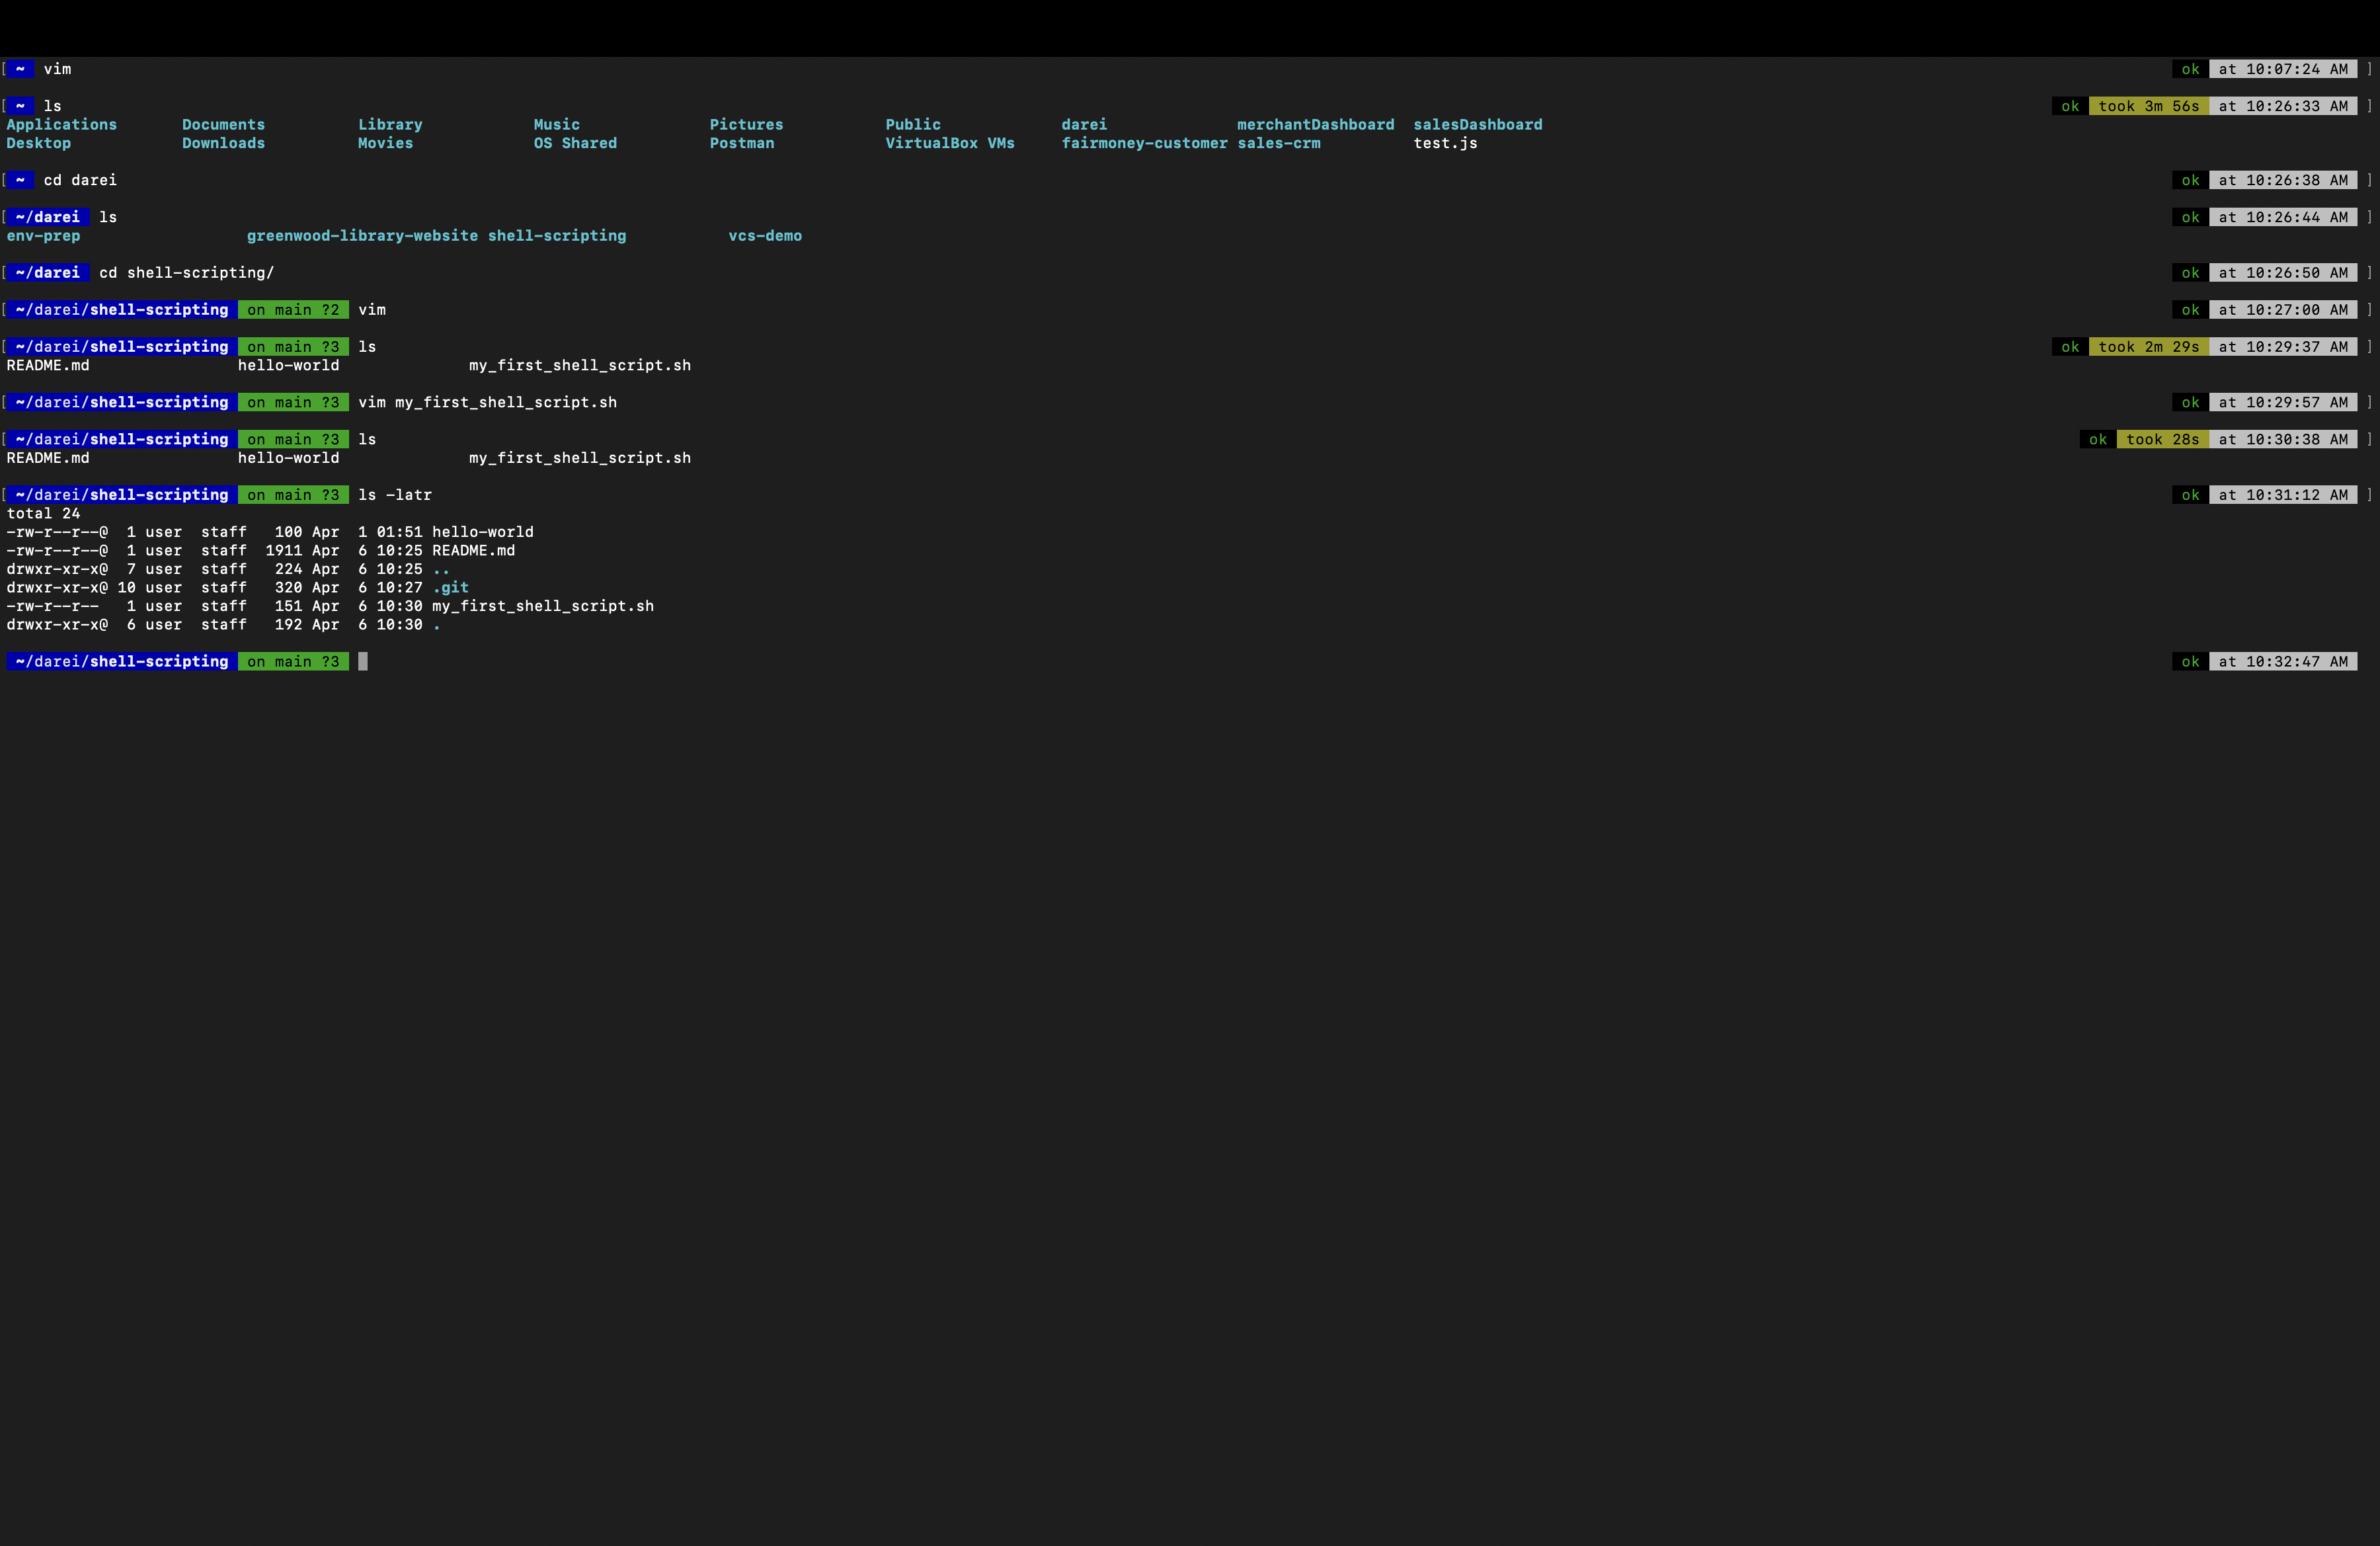 [ ~  vim ok at 10:07:24 AM ]
[ ~  ls ok took 3m 56s at 10:26:33 AM ]
Applications Documents Library Music Pictures Public darei merchantDashboard salesDashboard
Desktop Downloads Movies OS Shared Postman VirtualBox VMs fairmoney-customer sales-crm test.js
[ ~  cd darei ok at 10:26:38 AM ]
[ ~/darei  ls ok at 10:26:44 AM ]
env-prep greenwood-library-website shell-scripting vcs-demo
[ ~/darei  cd shell-scripting/ ok at 10:26:50 AM ]
[ ~/darei/shell-scripting  on main ?2  vim ok at 10:27:00 AM ]
[ ~/darei/shell-scripting  on main ?3  ls ok took 2m 29s at 10:29:37 AM ]
README.md hello-world my_first_shell_script.sh
[ ~/darei/shell-scripting  on main ?3  vim my_first_shell_script.sh ok at 10:29:57 AM ]
[ ~/darei/shell-scripting  on main ?3  ls ok took 28s at 10:30:38 AM ]
README.md hello-world my_first_shell_script.sh
[ ~/darei/shell-scripting  on main ?3  ls -latr ok at 10:31:12 AM ]
total 24
-rw-r--r--@  1 user  staff   100 Apr  1 01:51 hello-world
-rw-r--r--@  1 user  staff  1911 Apr  6 10:25 README.md
drwxr-xr-x@  7 user  staff   224 Apr  6 10:25 ..
drwxr-xr-x@ 10 user  staff   320 Apr  6 10:27 .git
-rw-r--r--   1 user  staff   151 Apr  6 10:30 my_first_shell_script.sh
drwxr-xr-x@  6 user  staff   192 Apr  6 10:30 .
~/darei/shell-scripting  on main ?3 ok at 10:32:47 AM